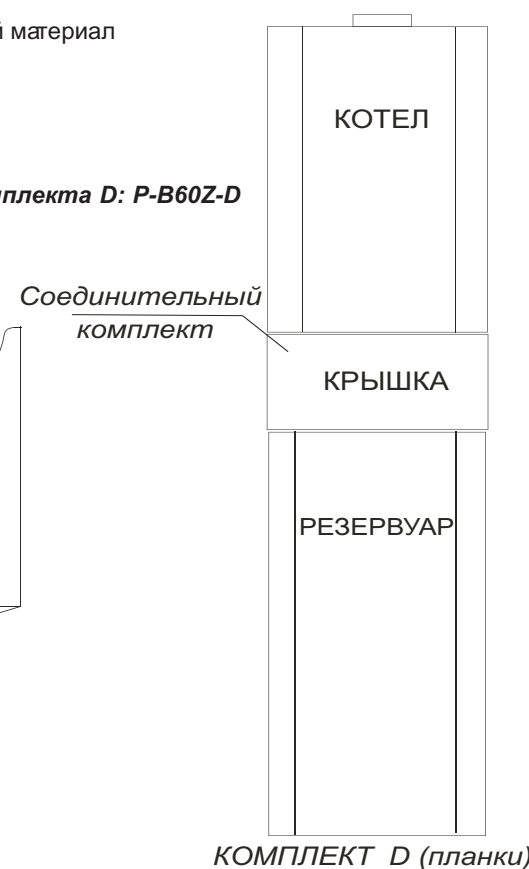 й материал
КОТЕЛ
плекта D: P-B60Z-D
Соединительный
комплект
КРЫШКА
РЕЗЕРВУАР
КОМПЛЕКТ D (планки)